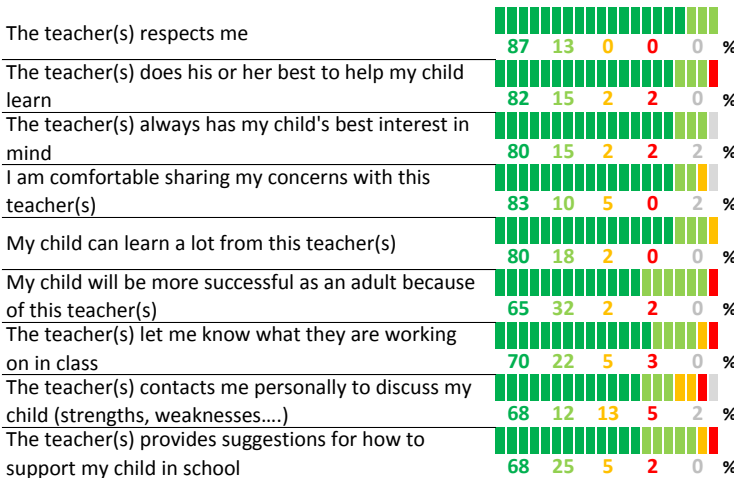 The teacher(s) respects me
87 13 0 0 0 %
The teacher(s) does his or her best to help my child
learn
82 15 2 2 0 %
The teacher(s) always has my child's best interest in
mind
80 15 2 2 2 %
I am comfortable sharing my concerns with this
teacher(s)
83 10 5 0 2 %
My child can learn a lot from this teacher(s)
80 18 2 0 0 %
My child will be more successful as an adult because
of this teacher(s)
65 32 2 2 0 %
The teacher(s) let me know what they are working
on in class
70 22 5 3 0 %
The teacher(s) contacts me personally to discuss my
child (strengths, weaknesses....)
68 12 13 5 2 %
The teacher(s) provides suggestions for how to
support my child in school
68 25 5 2 0 %